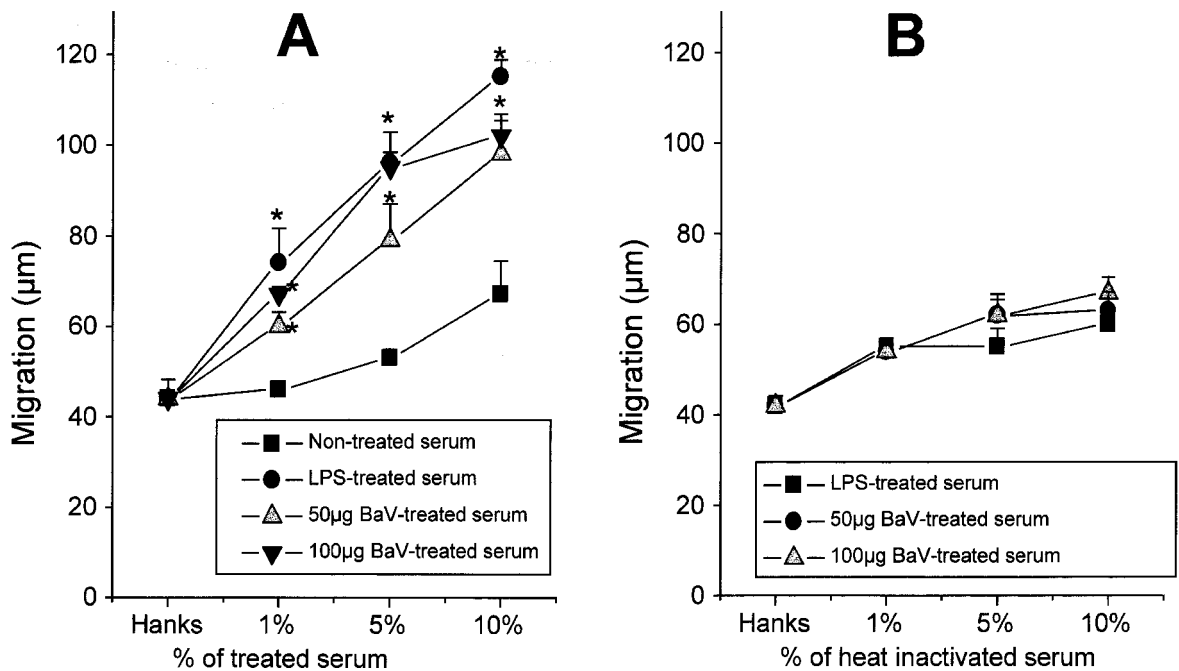 A
120
100
80
60
40
20
0
Migration (µm)
*
*
*
*
*
*
*
Non-treated serum
LPS-treated serum
50µg BaV-treated serum
100µg BaV-treated serum
Hanks 1% 5% 10%
% of treated serum
B
120
100
80
60
40
20
0
Migration (µm)
LPS-treated serum
50µg BaV-treated serum
100µg BaV-treated serum
Hanks 1% 5% 10%
% of heat inactivated serum